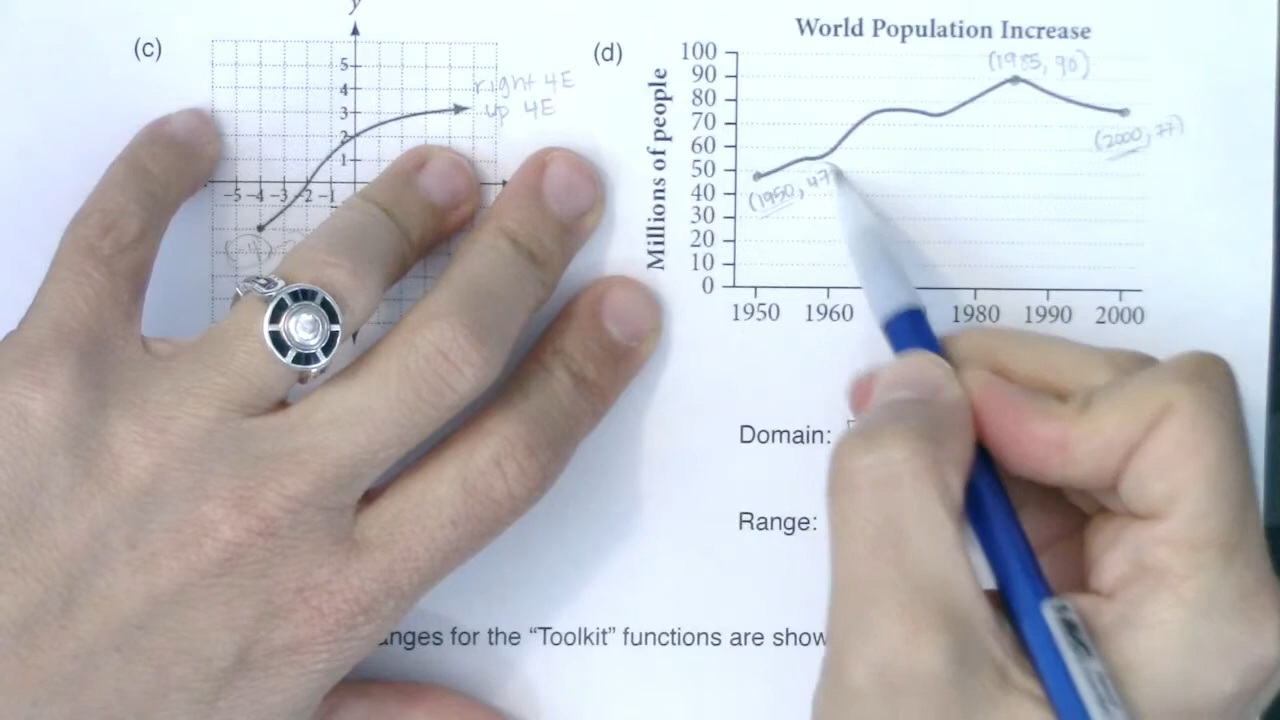 (c)
y
5
4
3
2
1
-5 -4 -3 -2 -1
right 4E
up 4E
(d)
World Population Increase
Millions of people
100
90
80
70
60
50
40
30
20
10
0
1950 1960 1980 1990 2000
(1985, 90)
(2000, 77)
(1950, 47)
Domain:
Range:
anges for the “Toolkit” functions are show